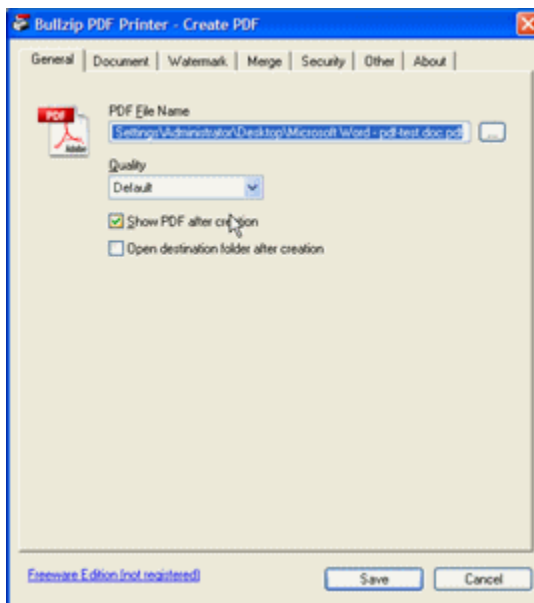 Bullzip PDF Printer - Create PDF
General Document Watermark Merge Security Other About
PDF File Name
PDF
Adobe
Settings\Administrator\Desktop\Microsoft Word - pdf-test.doc.pdf ...
Quality
Default
Show PDF after creation
Open destination folder after creation
Freeware Edition (not registered) Save Cancel